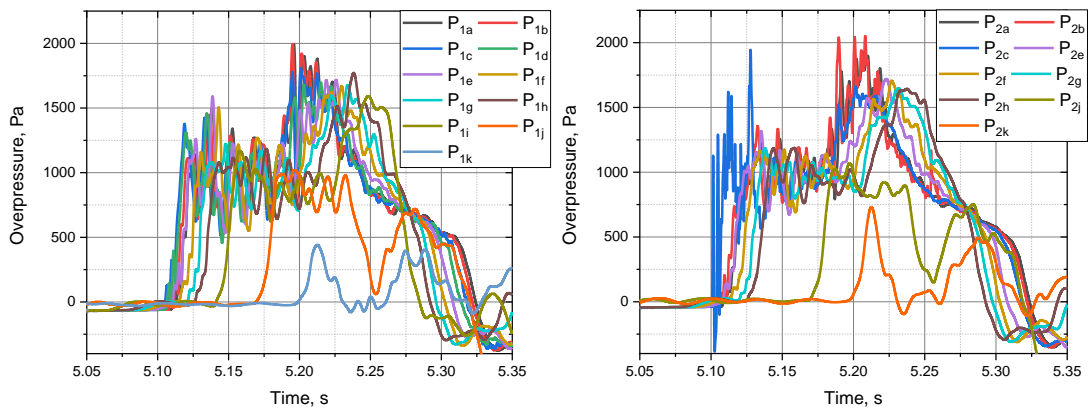 P1a P1b
P1c P1d
P1e P1f
P1g P1h
P1i P1j
P1k
2000
1500
1000
500
0
Overpressure, Pa
5.05 5.10 5.15 5.20 5.25 5.30 5.35
Time, s
P2a P2b
P2c P2e
P2f P2g
P2h P2j
P2k
2000
1500
1000
500
0
Overpressure, Pa
5.05 5.10 5.15 5.20 5.25 5.30 5.35
Time, s